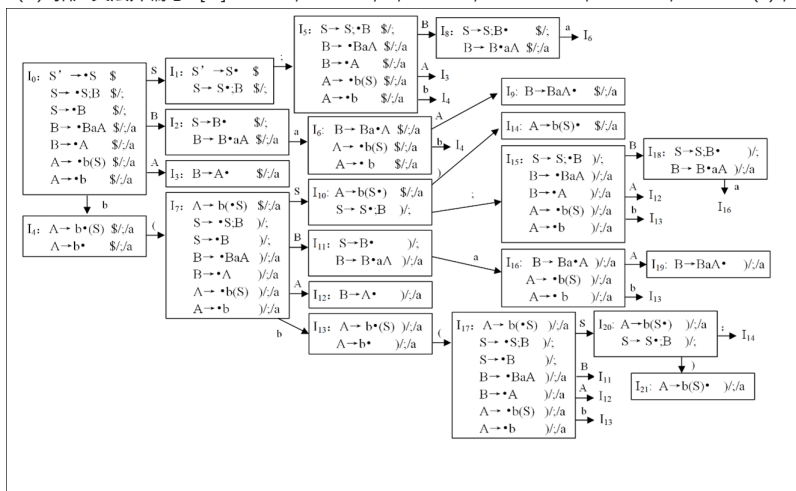 I₀: S' → •S $
S→ •S;B $/;
S→ •B $/;
B→ •BaA $/;/a
B→ •A $/;/a
A→ •b(S) $/;/a
A→ •b $/;/a
S
B
A
b
I₁: S' → S• $
S→ S•;B $/;
;
I₂: S→B• $/;
B→ B•aA $/;/a
a
I₃: B→A• $/;/a
I₄: A→ b•(S) $/;/a
A→b• $/;/a
(
I₅: S→ S;•B $/;
B→ •BaA $/;/a
B→ •A $/;/a
A→ •b(S) $/;/a
A→ •b $/;/a
B
A I₃
b I₄
I₈: S→S;B• $/;
B→ B•aA $/;/a
a I₆
I₆: B→Ba•A $/;/a
A→ •b(S) $/;/a
A→ • b $/;/a
A
b I₄
I₉: B→BaA• $/;/a
I₁₄: A→b(S)• $/;/a
I₇: A→ b(•S) $/;/a
S→ •S;B )/;
S→ •B )/;
B→ •BaA )/;/a
B→ •A )/;/a
A→ •b(S) )/;/a
A→ •b )/;/a
S
B
A
b
I₁₀: A→b(S•) $/;/a
S→ S•;B )/;
)
;
I₁₁: S→B• )/;
B→B•aA )/;/a
a
I₁₂: B→A• )/;/a
I₁₃: A→ b•(S) )/;/a
A→b• )/;/a
(
I₁₅: S→ S;•B )/;
B→ •BaA )/;/a
B→ •A )/;/a
A→ •b(S) )/;/a
A→ •b )/;/a
B
A I₁₂
b I₁₃
I₁₈: S→S;B• )/;
B→ B•aA )/;/a
a
I₁₆
I₁₆: B→Ba•A )/;/a
A→ •b(S) )/;/a
A→ • b )/;/a
A
b I₁₃
I₁₉: B→BaA• )/;/a
I₁₇: A→ b(•S) )/;/a
S→ •S;B )/;
S→ •B )/;
B→ •BaA )/;/a
B→ •A )/;/a
A→ •b(S) )/;/a
A→ •b )/;/a
S
B I₁₁
A I₁₂
b I₁₃
I₂₀: A→b(S•) )/;/a
S→ S•;B )/;
; I₁₄
)
I₂₁: A→b(S)• )/;/a